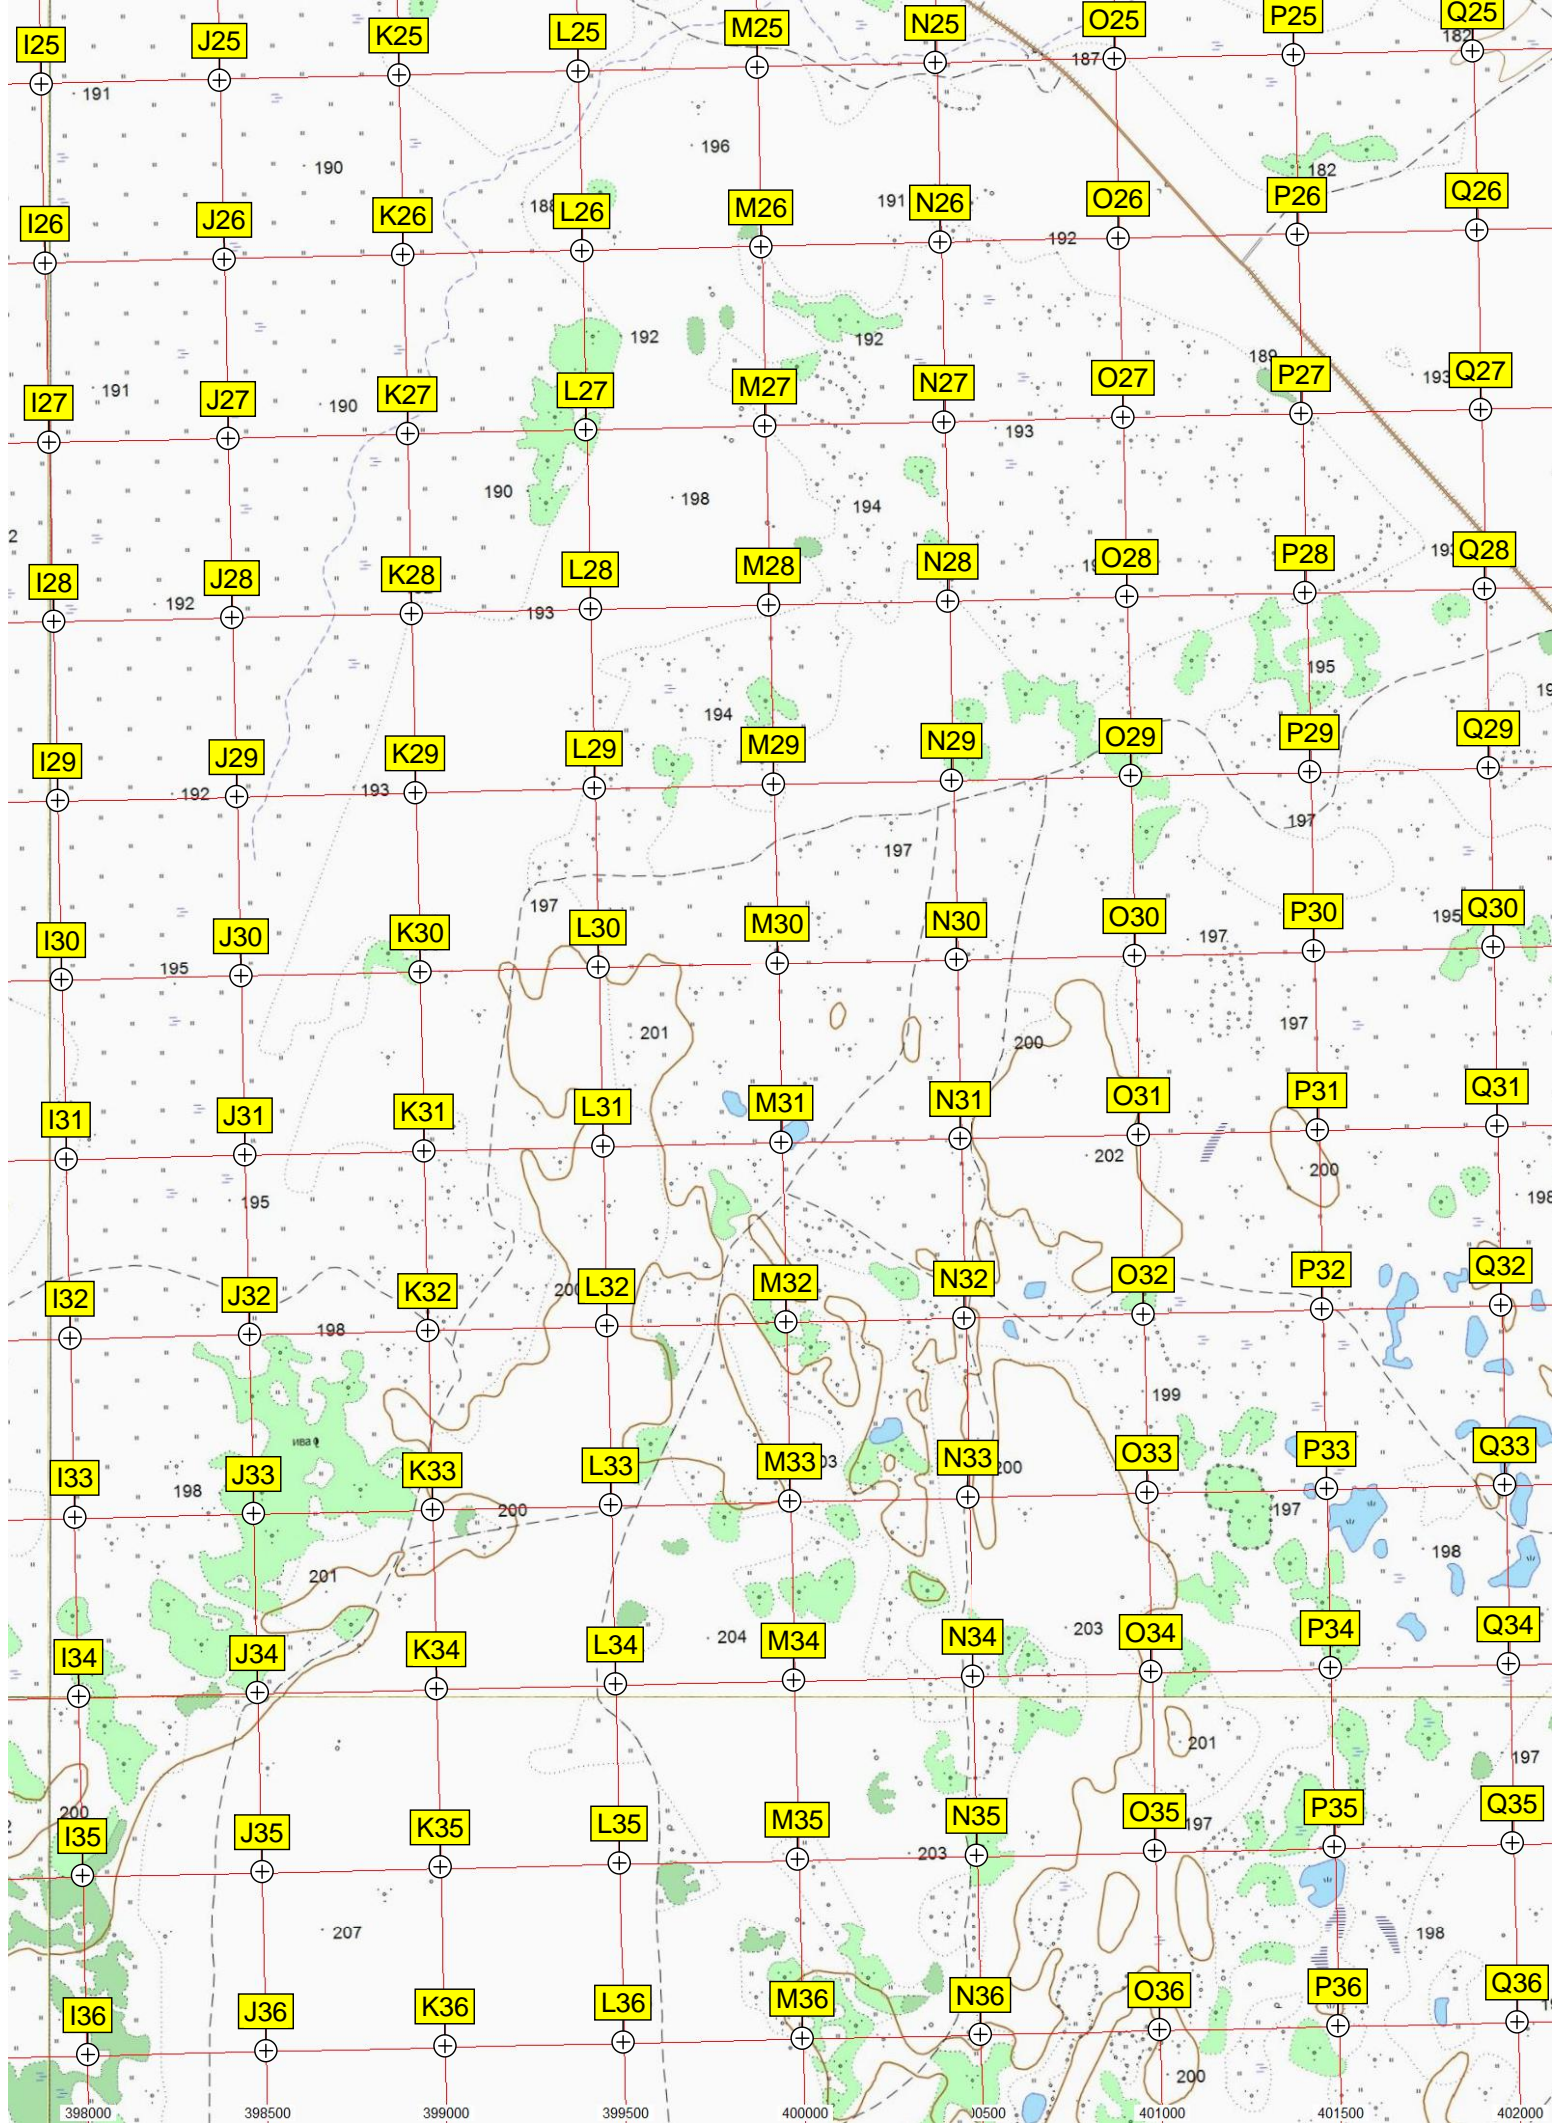 I25 J25 K25 L25 M25 N25 O25 P25 Q25
187 182
191
196
190 182
188 191
I26 J26 K26 L26 M26 N26 O26 P26 Q26
192
192 192
189
191 190 193
I27 J27 K27 L27 M27 N27 O27 P27 Q27
193
190 198 194
2
I28 J28 K28 L28 M28 N28 O28 P28 Q28
192 193
195
194
I29 J29 K29 L29 M29 N29 O29 P29 Q29
192 193 197
197
197 195
I30 J30 K30 L30 M30 N30 O30 P30 Q30
195 197
201 200 197
I31 J31 K31 L31 M31 N31 O31 P31 Q31
202 200
195 198
I32 J32 K32 L32 M32 N32 O32 P32 Q32
198
199
ива
I33 J33 K33 L33 M33 03 N33 200 O33 P33 Q33
198 200 197
201 198
I34 J34 K34 L34 204 M34 N34 203 O34 P34 Q34
201 197
200
I35 J35 K35 L35 M35 N35 O35 197 P35 Q35
203
207 198
I36 J36 K36 L36 M36 N36 O36 P36 Q36
200
398000 398500 399000 399500 400000 00500 401000 401500 402000